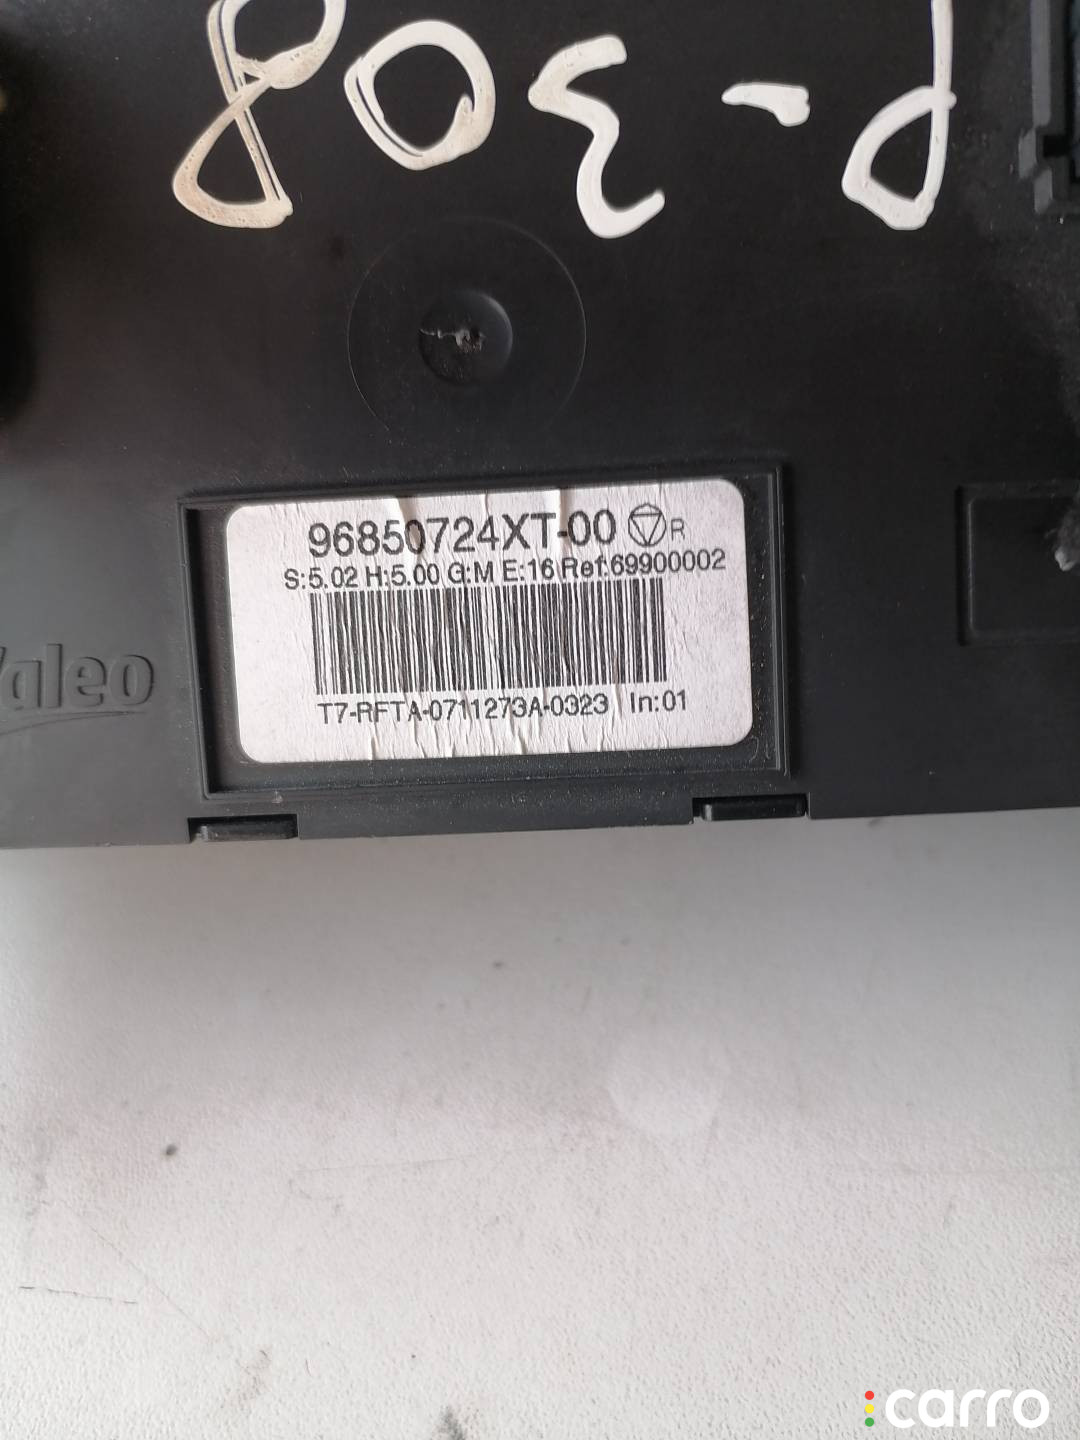 P-308
96850724XT-00 R
S:5.02 H:5.00 G:M E:16 Ref:69900002
T7-RFTA-0711273A-0323 In:01
Valeo
carro